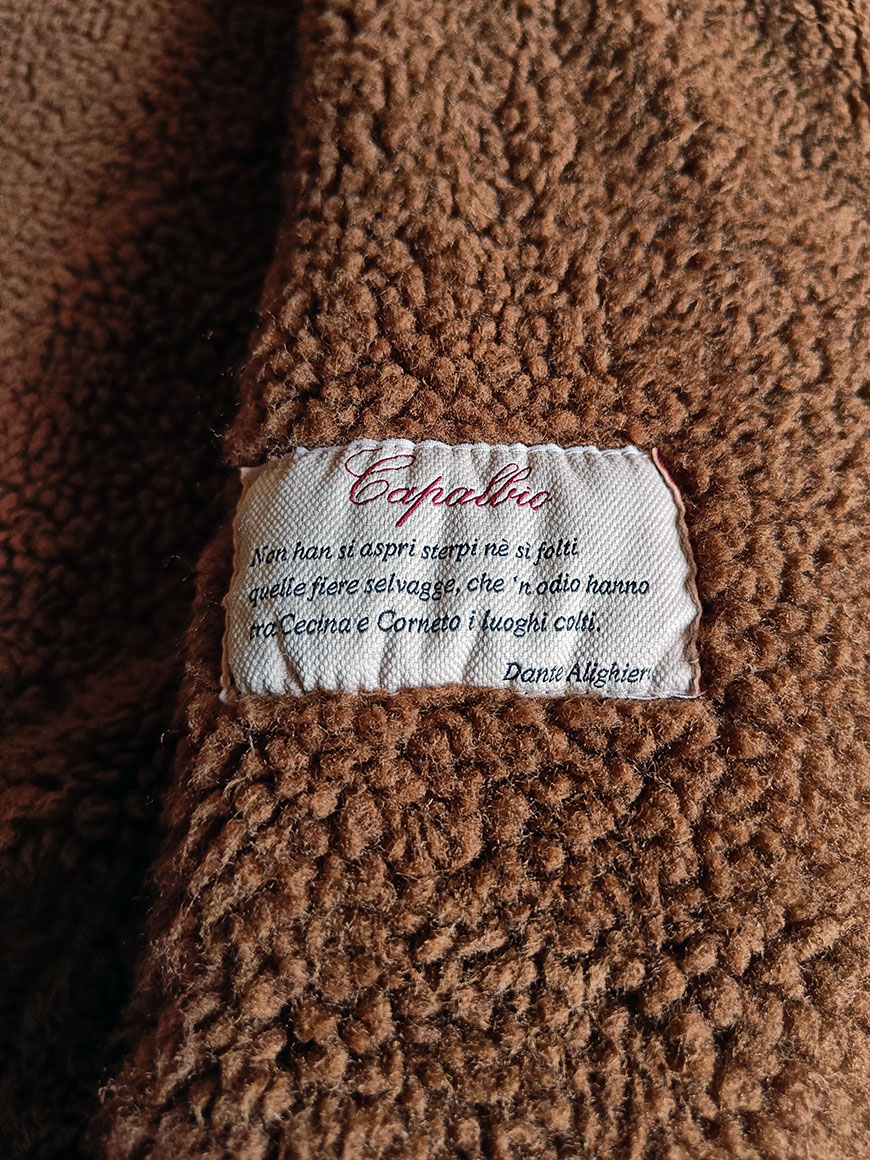 Capalbio
Non han sì aspri sterpi nè sì folti
quelle fiere selvagge, che 'n odio hanno
tra Cecina e Corneto i luoghi colti.
Dante Alighieri